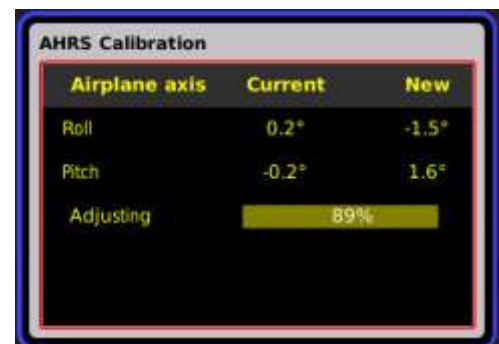 AHRS Calibration
Airplane axis Current New
Roll 0.2° -1.5°
Pitch -0.2° 1.6°
Adjusting 89%